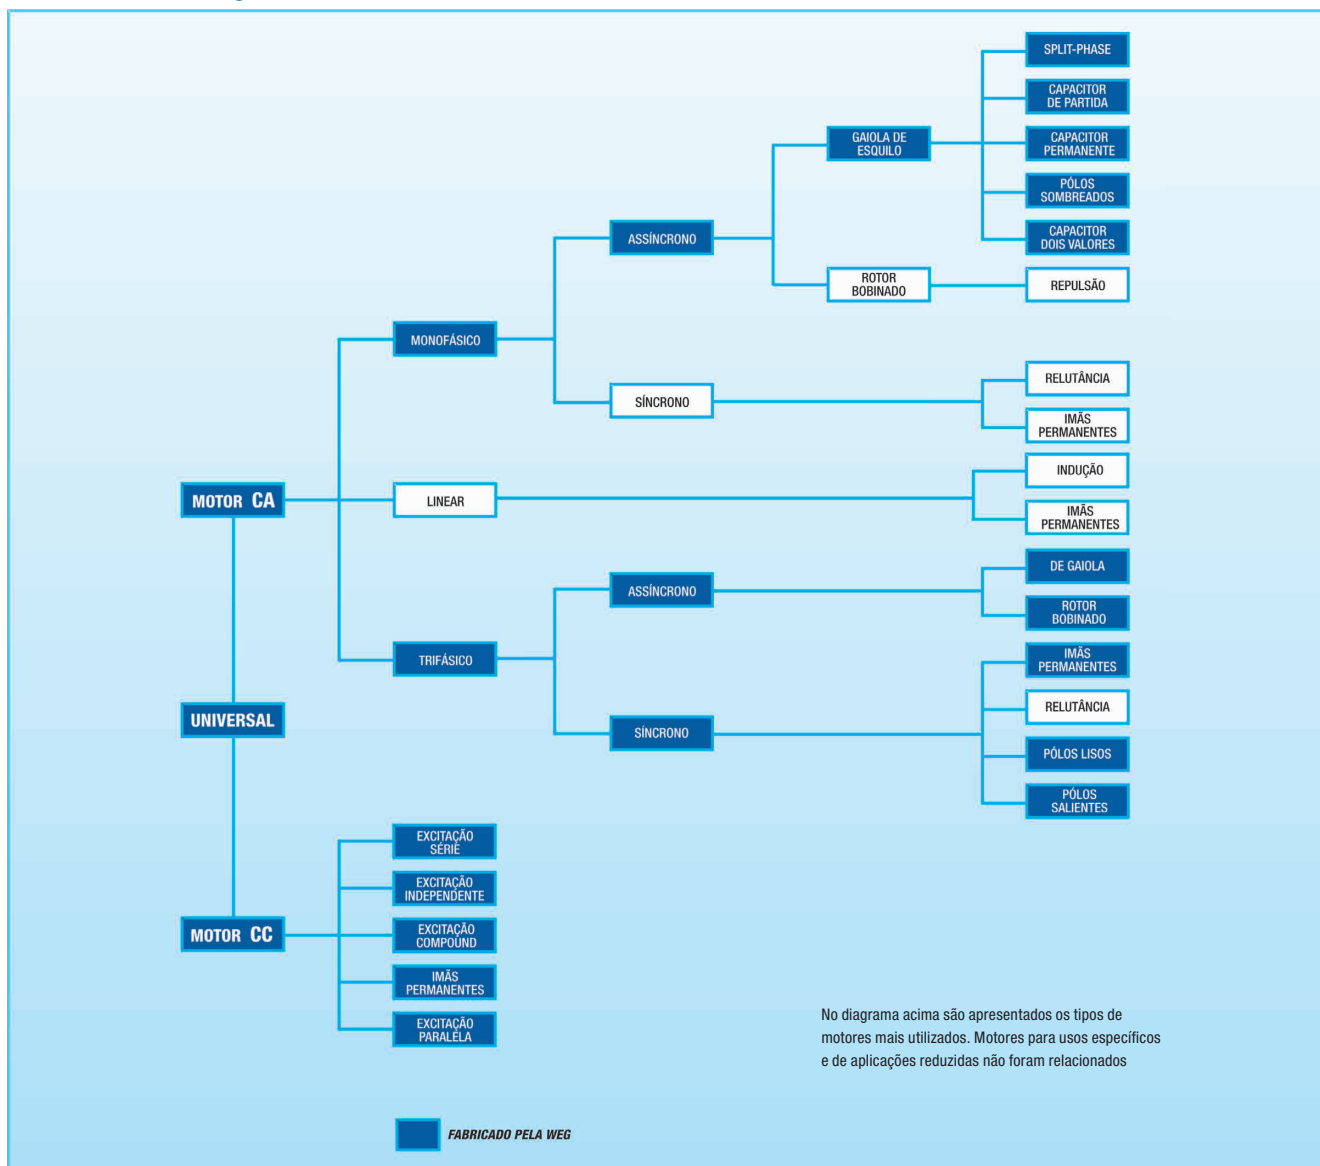 SPLIT-PHASE
CAPACITOR
DE PARTIDA
GAIOLA DE
ESQUILO
CAPACITOR
PERMANENTE
PÓLOS
SOMBREADOS
ASSÍNCRONO
CAPACITOR
DOIS VALORES
ROTOR
BOBINADO
REPULSÃO
MONOFÁSICO
RELUTÂNCIA
SÍNCRONO
IMÃS
PERMANENTES
INDUÇÃO
MOTOR CA
LINEAR
IMÃS
PERMANENTES
DE GAIOLA
ASSÍNCRONO
ROTOR
BOBINADO
TRIFÁSICO
IMÃS
PERMANENTES
RELUTÂNCIA
UNIVERSAL
SÍNCRONO
PÓLOS LISOS
PÓLOS
SALIENTES
EXCITAÇÃO
SÉRIE
EXCITAÇÃO
INDEPENDENTE
MOTOR CC
EXCITAÇÃO
COMPOUND
IMÃS
PERMANENTES
EXCITAÇÃO
PARALELA
No diagrama acima são apresentados os tipos de
motores mais utilizados. Motores para usos específicos
e de aplicações reduzidas não foram relacionados
FABRICADO PELA WEG